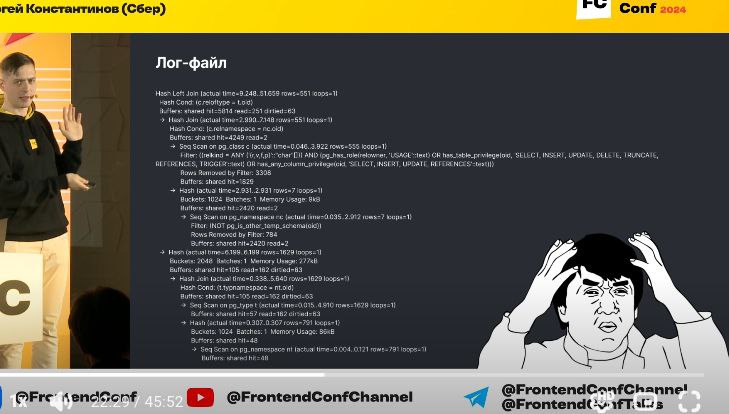 гей Константинов (Сбер)
FC
Conf 2024
Лог-файл
Hash Left Join (actual time=9.248..51.659 rows=551 loops=1)
Hash Cond: (c.reloftype = t.oid)
Buffers: shared hit=5814 read=251 dirtied=63
→ Hash Join (actual time=2.990..7.148 rows=551 loops=1)
Hash Cond: (c.relnamespace = nc.oid)
Buffers: shared hit=4249 read=2
→ Seq Scan on pg_class c (actual time=0.046..3.922 rows=555 loops=1)
Filter: ((relkind = ANY ('{r,v,f,p}'::"char"[])) AND (pg_has_role(relowner, 'USAGE'::text) OR has_table_privilege(oid, 'SELECT, INSERT, UPDATE, DELETE, TRUNCATE,
REFERENCES, TRIGGER'::text) OR has_any_column_privilege(oid, 'SELECT, INSERT, UPDATE, REFERENCES'::text)))
Rows Removed by Filter: 3308
Buffers: shared hit=1829
→ Hash (actual time=2.931..2.931 rows=7 loops=1)
Buckets: 1024 Batches: 1 Memory Usage: 9kB
Buffers: shared hit=2420 read=2
→ Seq Scan on pg_namespace nc (actual time=0.035..2.912 rows=7 loops=1)
Filter: (NOT pg_is_other_temp_schema(oid))
Rows Removed by Filter: 784
Buffers: shared hit=2420 read=2
→ Hash (actual time=6.199..6.199 rows=1629 loops=1)
Buckets: 2048 Batches: 1 Memory Usage: 277kB
Buffers: shared hit=105 read=162 dirtied=63
→ Hash Join (actual time=0.338..5.640 rows=1629 loops=1)
Hash Cond: (t.typnamespace = nt.oid)
Buffers: shared hit=105 read=162 dirtied=63
→ Seq Scan on pg_type t (actual time=0.015..4.910 rows=1629 loops=1)
Buffers: shared hit=57 read=162 dirtied=63
→ Hash (actual time=0.307..0.307 rows=791 loops=1)
Buckets: 1024 Batches: 1 Memory Usage: 86kB
Buffers: shared hit=48
→ Seq Scan on pg_namespace nt (actual time=0.004..0.121 rows=791 loops=1)
Buffers: shared hit=48
C
@FrontendConf
1x
22:29 / 45:52
@FrontendConfChannel
@FrontendConfChannel
@FrontendConfTalks
HD